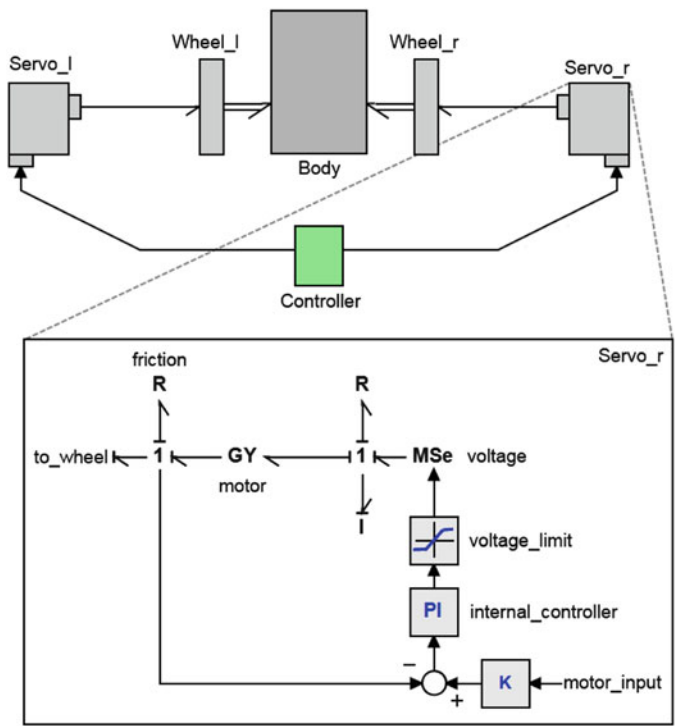 Servo_l
Wheel_l
Wheel_r
Servo_r
Body
Controller
Servo_r
friction
R
R
to_wheel
1
GY
1
MSe
voltage
motor
I
voltage_limit
PI
internal_controller
−
+
K
motor_input